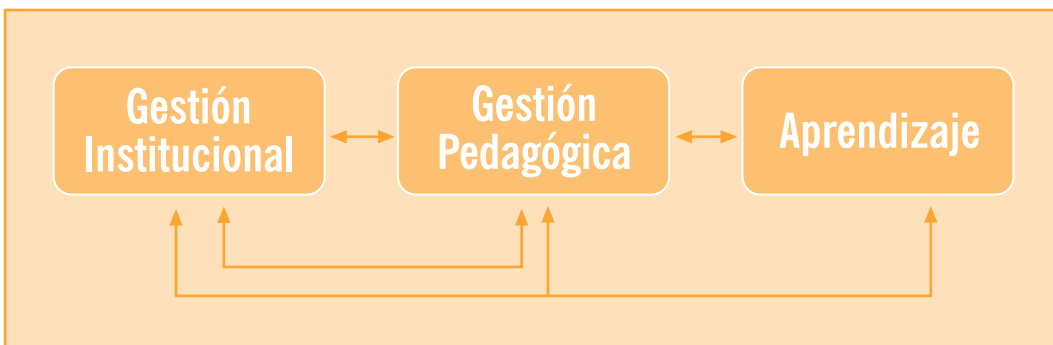 Gestión
Institucional
Gestión
Pedagógica
Aprendizaje